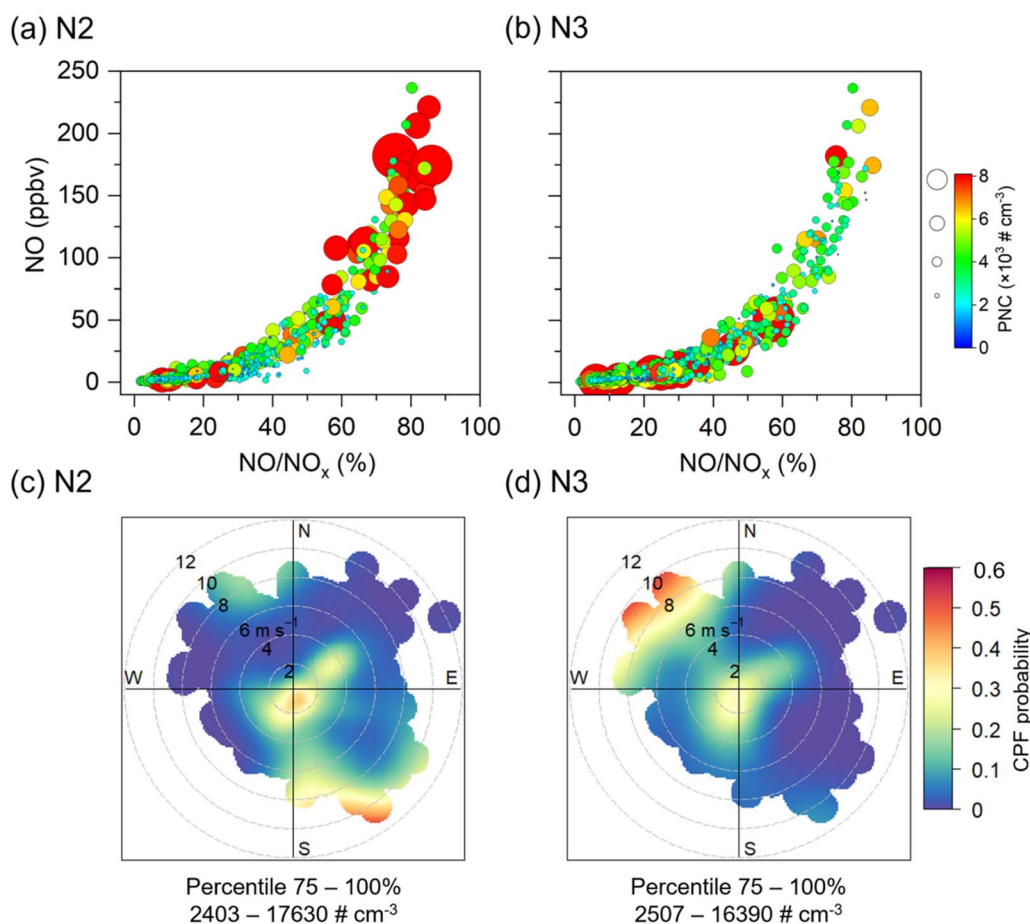 (a) N2
(b) N3
250
200
150
100
50
0
NO (ppbv)
0 20 40 60 80 100
0 20 40 60 80 100
NO/NOₓ (%)
NO/NOₓ (%)
8
6
4
2
0
PNC (×10³ # cm⁻³)
(c) N2
(d) N3
N
12
10
8
6 m s⁻¹
4
2
W
E
S
N
12
10
8
6 m s⁻¹
4
2
W
E
S
0.6
0.5
0.4
0.3
0.2
0.1
0
CPF probability
Percentile 75 – 100%
2403 – 17630 # cm⁻³
Percentile 75 – 100%
2507 – 16390 # cm⁻³